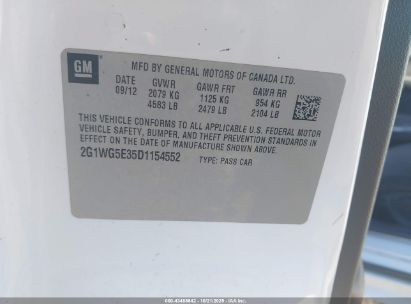 GM
MFD BY GENERAL MOTORS OF CANADA LTD.
DATE GVWR GAWR FRT GAWR RR
09/12 2079 KG 1125 KG 954 KG
4583 LB 2479 LB 2104 LB
THIS VEHICLE CONFORMS TO ALL APPLICABLE U.S. FEDERAL MOTOR
VEHICLE SAFETY, BUMPER, AND THEFT PREVENTION STANDARDS IN
EFFECT ON THE DATE OF MANUFACTURE SHOWN ABOVE.
2G1WG5E35D1154552 TYPE: PASS CAR